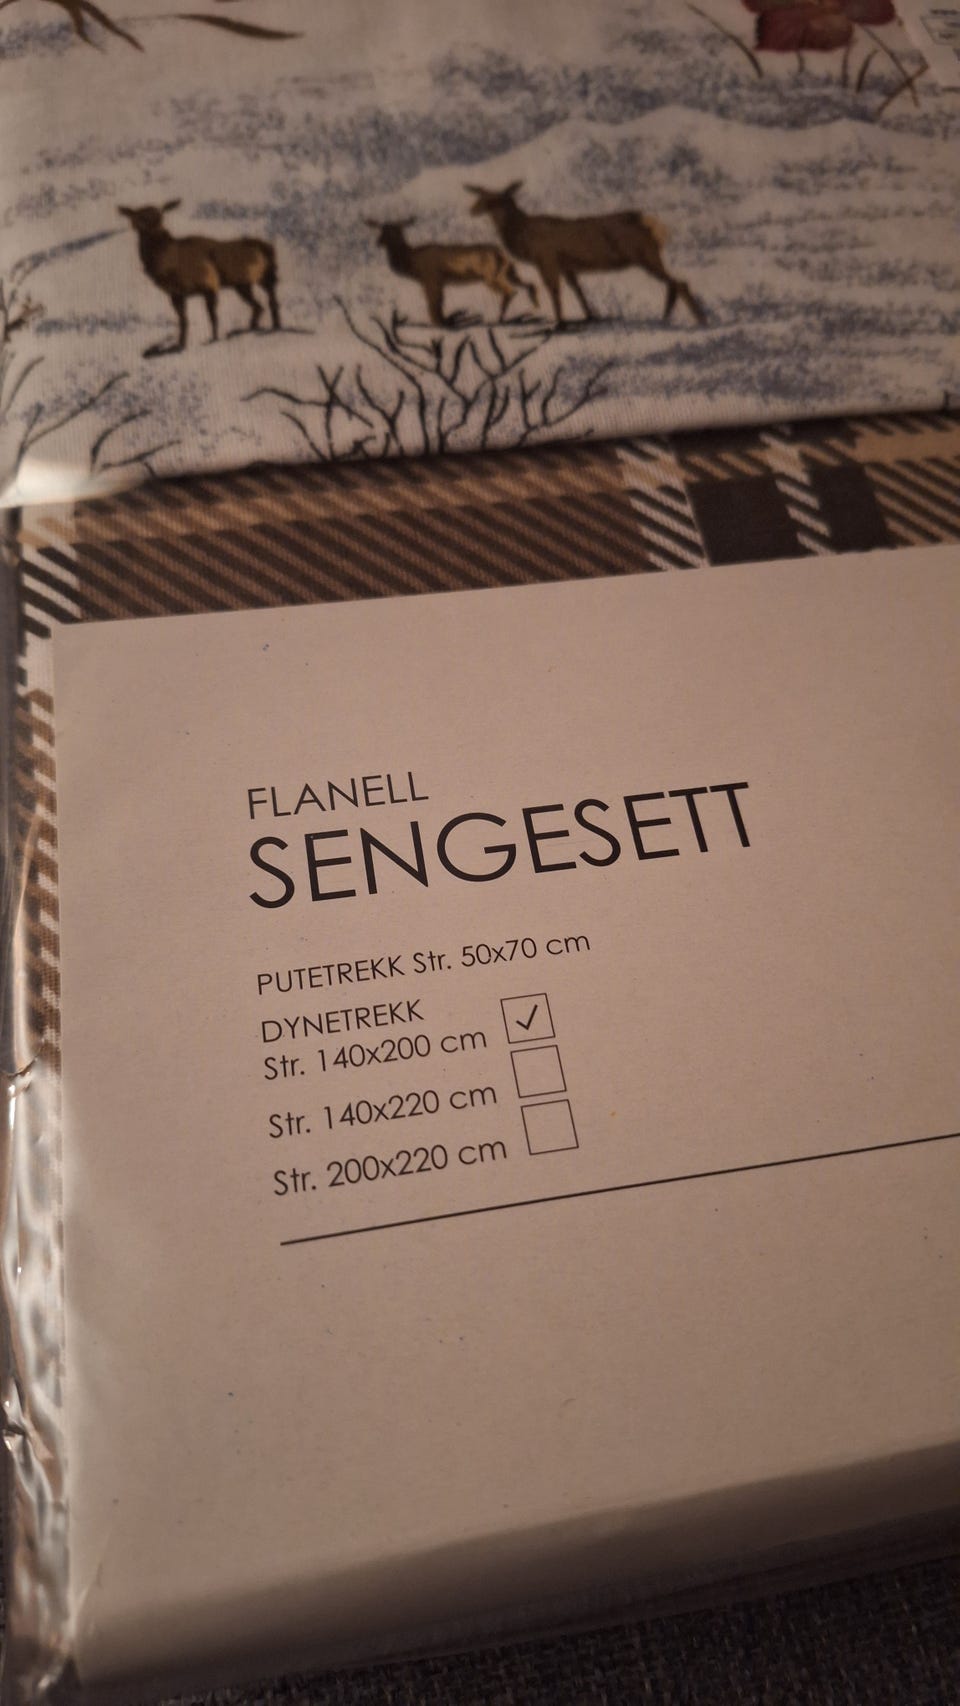 FLANELL
SENGESETT
PUTETREKK Str. 50x70 cm
DYNETREKK
Str. 140x200 cm
Str. 140x220 cm
Str. 200x220 cm